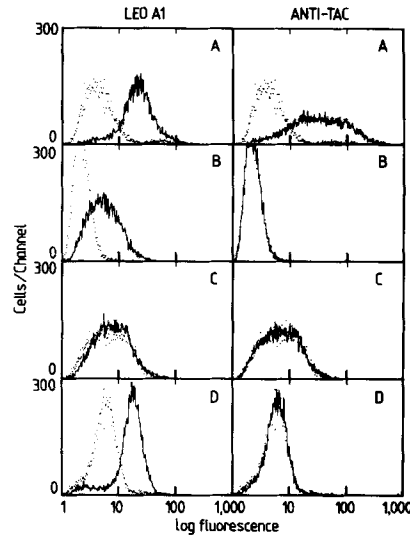 LEO A1 ANTI-TAC
300 A A
0
300 B B
0
300 C C
0
300 D D
0
1 10 100 1,000 10 100 1,000
Cells/Channel
log fluorescence